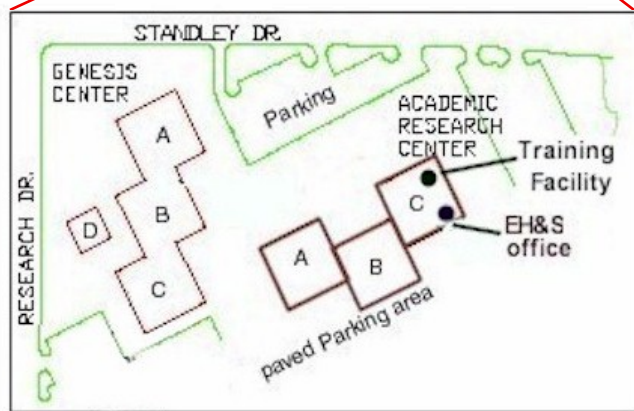 STANDLEY DR.
GENESIS
CENTER
A
B
C
D
RESEARCH DR.
Parking
ACADEMIC
RESEARCH
CENTER
Training
Facility
C
EH&S
office
A
B
paved Parking area